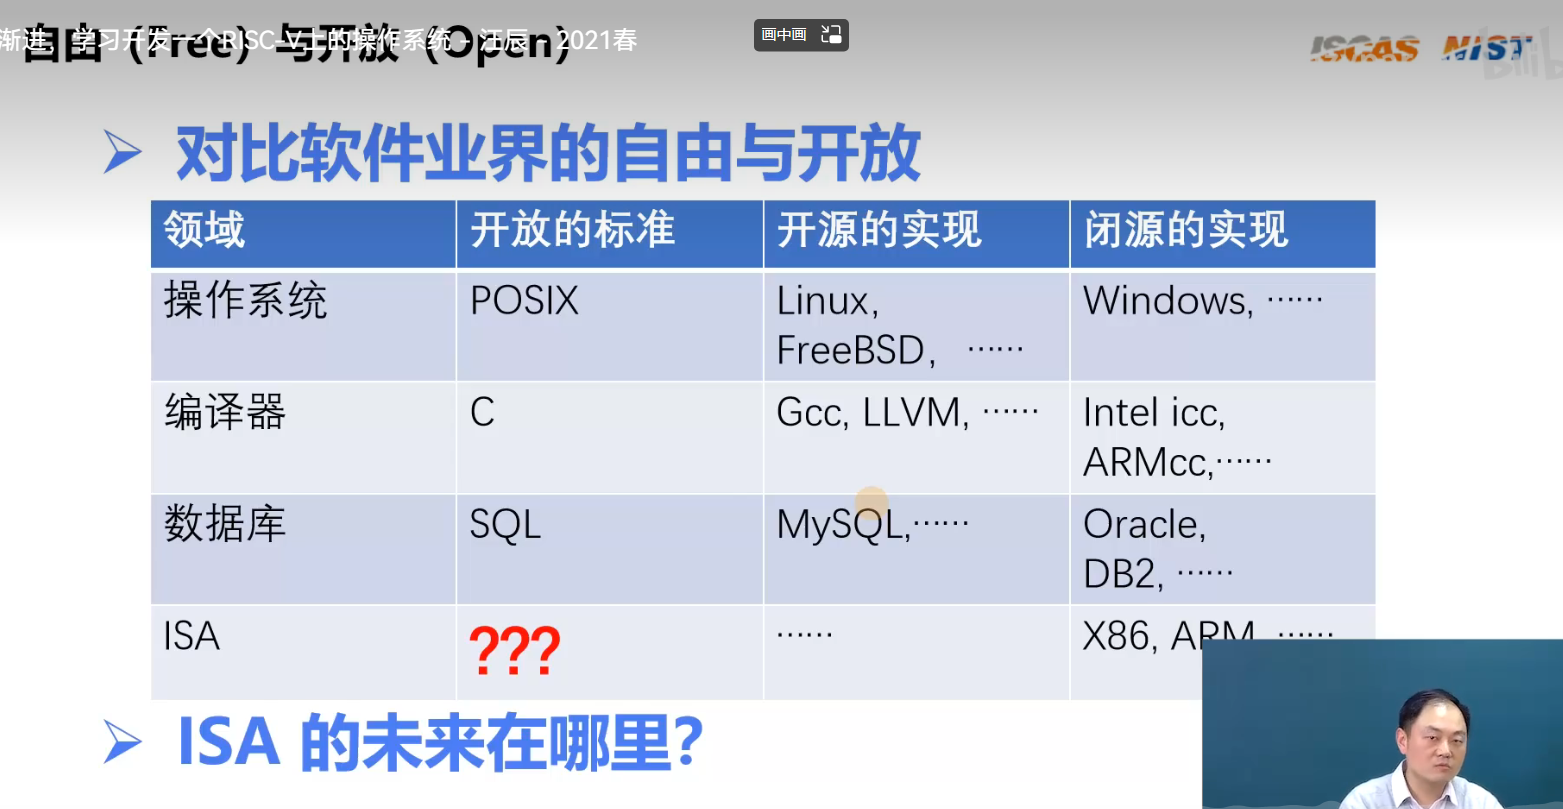 自由（Free）与开放（Open）
渐进，学习开发一个RISC-V上的操作系统 - 汪辰 - 2021春
画中画
ISCAS NIST
bilib
➢ 对比软件业界的自由与开放
领域 开放的标准 开源的实现 闭源的实现
操作系统 POSIX Linux, Windows, ……
FreeBSD, ……
编译器 C Gcc, LLVM, …… Intel icc,
ARMcc,……
数据库 SQL MySQL,…… Oracle,
DB2, ……
ISA ??? …… X86, ARM, ……
➢ ISA 的未来在哪里?